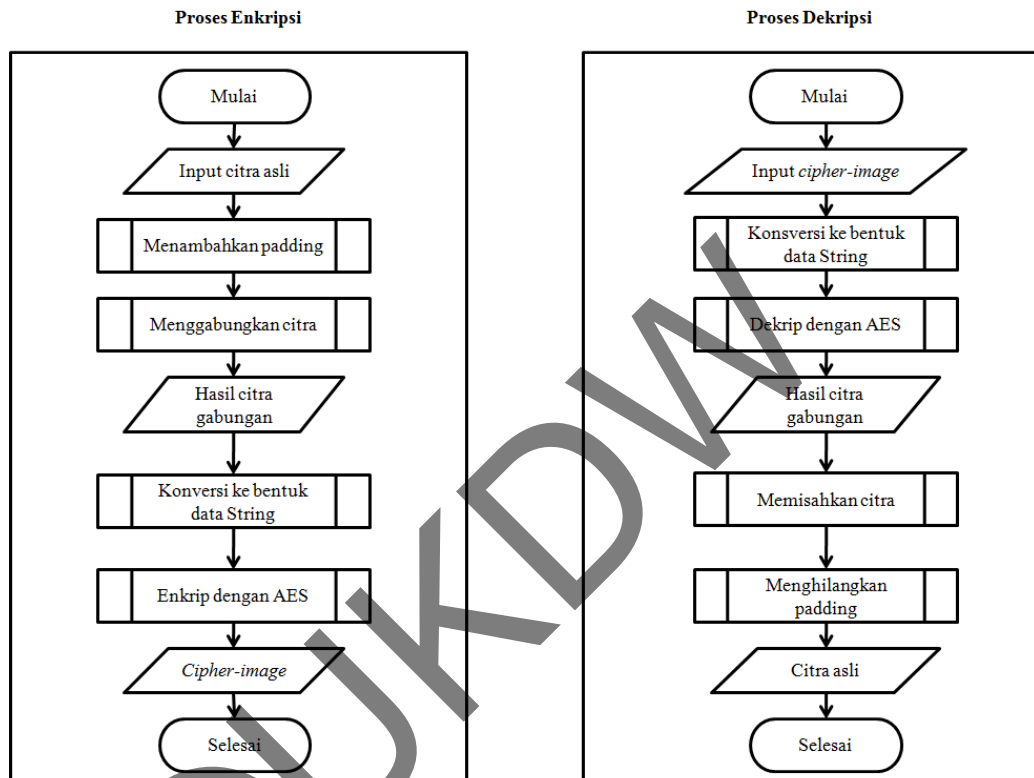 Proses Enkripsi
Mulai
Input citra asli
Menambahkan padding
Menggabungkan citra
Hasil citra
gabungan
Konversi ke bentuk
data String
Enkrip dengan AES
Cipher-image
Selesai
Proses Dekripsi
Mulai
Input cipher-image
Konsversi ke bentuk
data String
Dekrip dengan AES
Hasil citra
gabungan
Memisahkan citra
Menghilangkan
padding
Citra asli
Selesai
UKDW